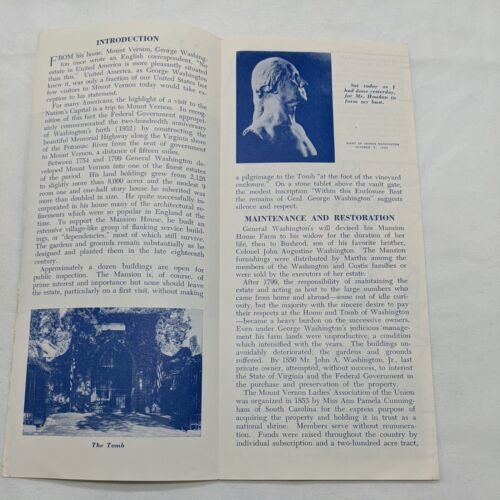 INTRODUCTION
FROM his home, Mount Vernon, George Washing-
ton once wrote an English correspondent, "No
estate in United America is more pleasantly situated
than this." United America, as George Washington
knew it, was only a fraction of our United States but
few visitors to Mount Vernon today would take ex-
ception to his statement.
For many Americans, the highlight of a visit to the
Nation's Capital is a trip to Mount Vernon. In recog-
nition of this fact the Federal Government appropri-
ately commemorated the two-hundredth anniversary
of Washington's birth (1932) by constructing the
beautiful Memorial Highway along the Virginia shore
of the Potomac River from the seat of government
to Mount Vernon, a distance of fifteen miles.
Between 1754 and 1799 General Washington de-
veloped Mount Vernon into one of the finest estates
of the period. His land holdings grew from 2,126
to slightly more than 8,000 acres and the modest 9
room one and one-half story house he inherited was
more than doubled in size. He quite successfully in-
corporated in his home many of the architectural re-
finements which were so popular in England at the
time. To support the Mansion House, he built an
extensive village-like group of flanking service build-
ings, or "dependencies," most of which still survive.
The gardens and grounds remain substantially as he
designed and planted them in the late eighteenth
century.
Approximately a dozen buildings are open for
public inspection. The Mansion is, of course, of
prime interest and importance but none should leave
the estate, particularly on a first visit, without making
The Tomb
Sat today as I
had done yesterday,
for Mr. Houdon to
form my bust.
DIARY OF GEORGE WASHINGTON
OCTOBER
a pilgrimage to the Tomb "at the foot of the vineyard
enclosure." On a stone tablet above the vault gate,
the modest inscription "Within this Enclosure Rest
the remains of Genl. George Washington" suggests
silence and respect.
MAINTENANCE AND RESTORATION
General Washington's will devised his Mansion
House Farm to his widow for the duration of her
life, then to Bushrod, son of his favorite brother,
Colonel John Augustine Washington. The Mansion
furnishings were distributed by Martha among the
members of the Washington and Custis families or
were sold by the executors of her estate.
After 1799, the responsibility of maintaining the
estate and acting as host to the large numbers who
came from home and abroad—some out of idle curi-
osity, but the majority with the sincere desire to pay
their respects at the Home and Tomb of Washington
—became a heavy burden on the successive owners.
Even under George Washington's judicious manage-
ment his farm lands were unproductive, a condition
which intensified with the years. The buildings un-
avoidably deteriorated; the gardens and grounds
suffered. By 1850 Mr. John A. Washington, Jr., last
private owner, attempted, without success, to interest
the State of Virginia and the Federal Government in
the purchase and preservation of the property.
The Mount Vernon Ladies' Association of the Union
was organized in 1853 by Miss Ann Pamela Cunning-
ham of South Carolina for the express purpose of
acquiring the property and holding it in trust as a
national shrine. Members serve without remunera-
tion. Funds were raised throughout the country by
individual subscription and a two-hundred acre tract,